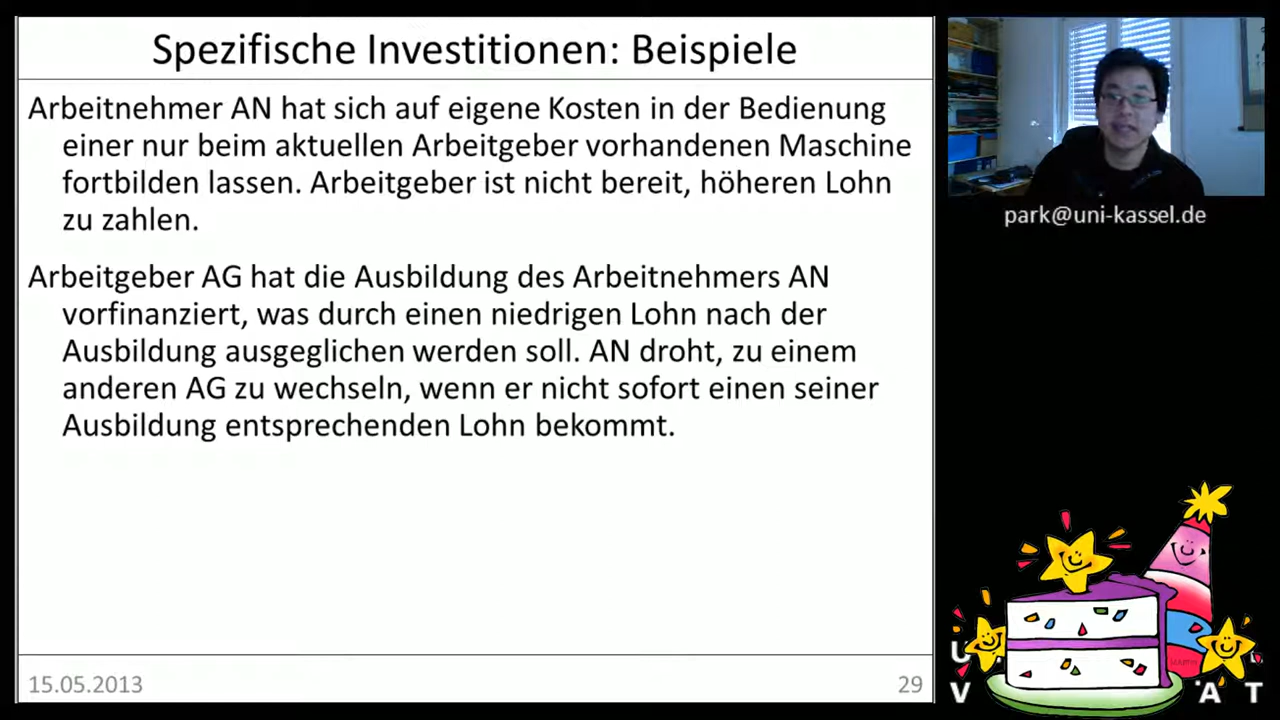 Spezifische Investitionen: Beispiele
Arbeitnehmer AN hat sich auf eigene Kosten in der Bedienung
einer nur beim aktuellen Arbeitgeber vorhandenen Maschine
fortbilden lassen. Arbeitgeber ist nicht bereit, höheren Lohn
zu zahlen.
Arbeitgeber AG hat die Ausbildung des Arbeitnehmers AN
vorfinanziert, was durch einen niedrigen Lohn nach der
Ausbildung ausgeglichen werden soll. AN droht, zu einem
anderen AG zu wechseln, wenn er nicht sofort einen seiner
Ausbildung entsprechenden Lohn bekommt.
15.05.2013
29
park@uni-kassel.de
U
V A T